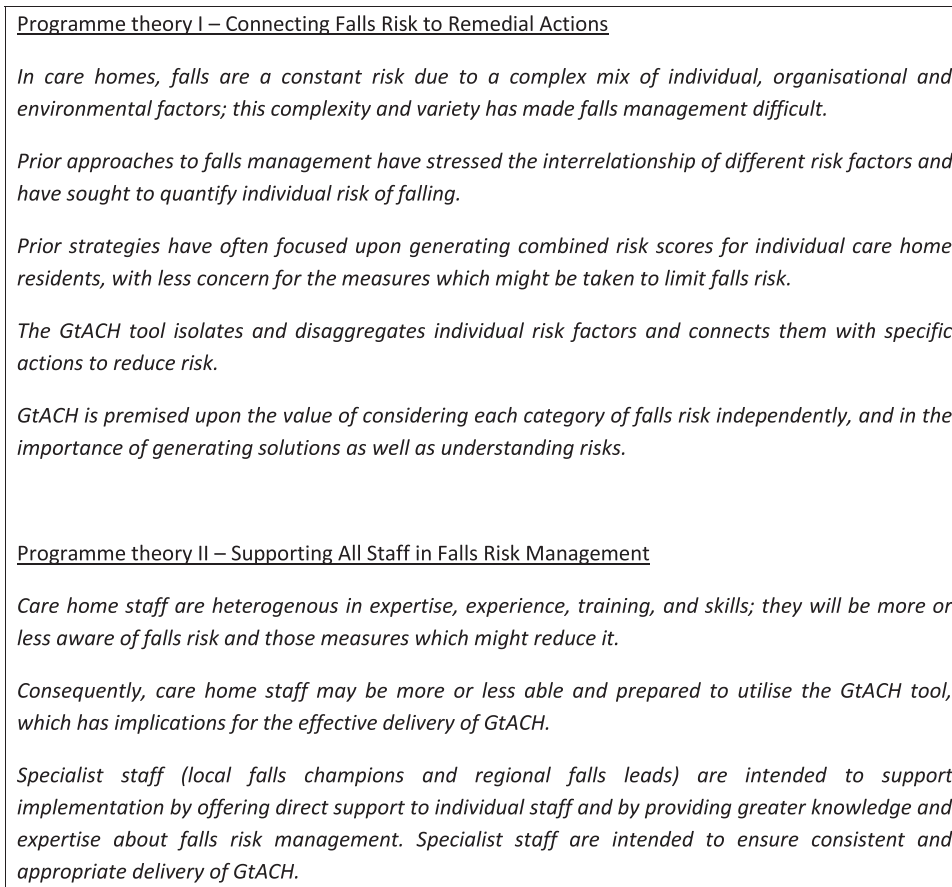 Programme theory I – Connecting Falls Risk to Remedial Actions
In care homes, falls are a constant risk due to a complex mix of individual, organisational and
environmental factors; this complexity and variety has made falls management difficult.
Prior approaches to falls management have stressed the interrelationship of different risk factors and
have sought to quantify individual risk of falling.
Prior strategies have often focused upon generating combined risk scores for individual care home
residents, with less concern for the measures which might be taken to limit falls risk.
The GtACH tool isolates and disaggregates individual risk factors and connects them with specific
actions to reduce risk.
GtACH is premised upon the value of considering each category of falls risk independently, and in the
importance of generating solutions as well as understanding risks.
Programme theory II – Supporting All Staff in Falls Risk Management
Care home staff are heterogenous in expertise, experience, training, and skills; they will be more or
less aware of falls risk and those measures which might reduce it.
Consequently, care home staff may be more or less able and prepared to utilise the GtACH tool,
which has implications for the effective delivery of GtACH.
Specialist staff (local falls champions and regional falls leads) are intended to support
implementation by offering direct support to individual staff and by providing greater knowledge and
expertise about falls risk management. Specialist staff are intended to ensure consistent and
appropriate delivery of GtACH.